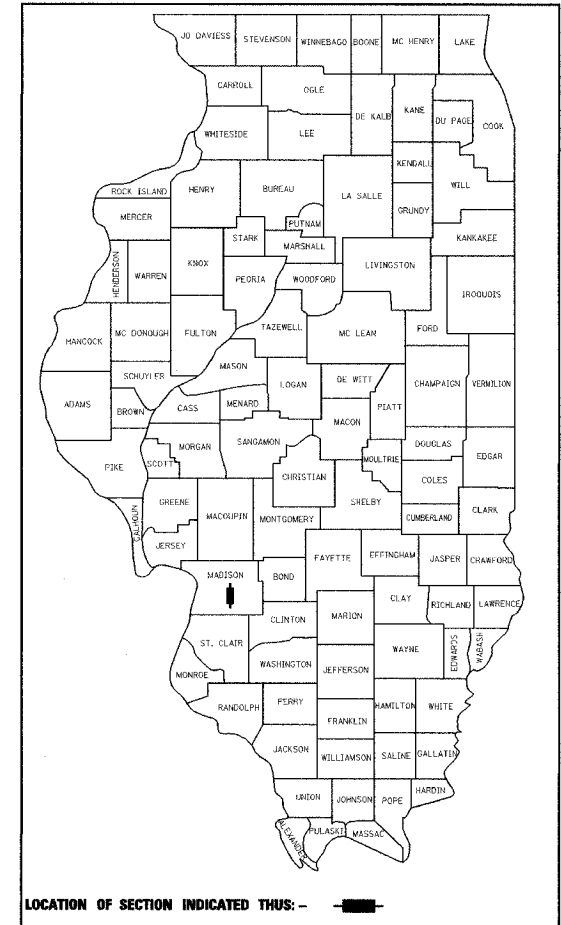 JO DAVIESS STEVENSON WINNEBAGO BOONE MC HENRY LAKE
CARROLL OGLE DE KALB KANE DU PAGE COOK
WHITESIDE LEE KENDALL WILL
ROCK ISLAND HENRY BUREAU LA SALLE GRUNDY
MERCER PUTNAM KANKAKEE
STARK MARSHALL
HENDERSON WARREN KNOX PEORIA WOODFORD LIVINGSTON IROQUOIS
HANCOCK MC DONOUGH FULTON TAZEWELL MC LEAN FORD
MASON
SCHUYLER LOGAN DE WITT CHAMPAIGN VERMILION
ADAMS BROWN CASS MENARD MACON PIATT
PIKE SCOTT MORGAN SANGAMON MOULTRIE DOUGLAS EDGAR
CHRISTIAN COLES
CALHOUN GREENE MACOUPIN MONTGOMERY SHELBY CUMBERLAND CLARK
JERSEY FAYETTE EFFINGHAM JASPER CRAWFORD
MADISON BOND CLAY RICHLAND LAWRENCE
CLINTON MARION
ST. CLAIR WAYNE EDWARDS WABASH
WASHINGTON JEFFERSON
MONROE
RANDOLPH PERRY HAMILTON WHITE
FRANKLIN
JACKSON WILLIAMSON SALINE GALLATIN
UNION JOHNSON POPE HARDIN
ALEXANDER PULASKI MASSAC
LOCATION OF SECTION INDICATED THUS: -